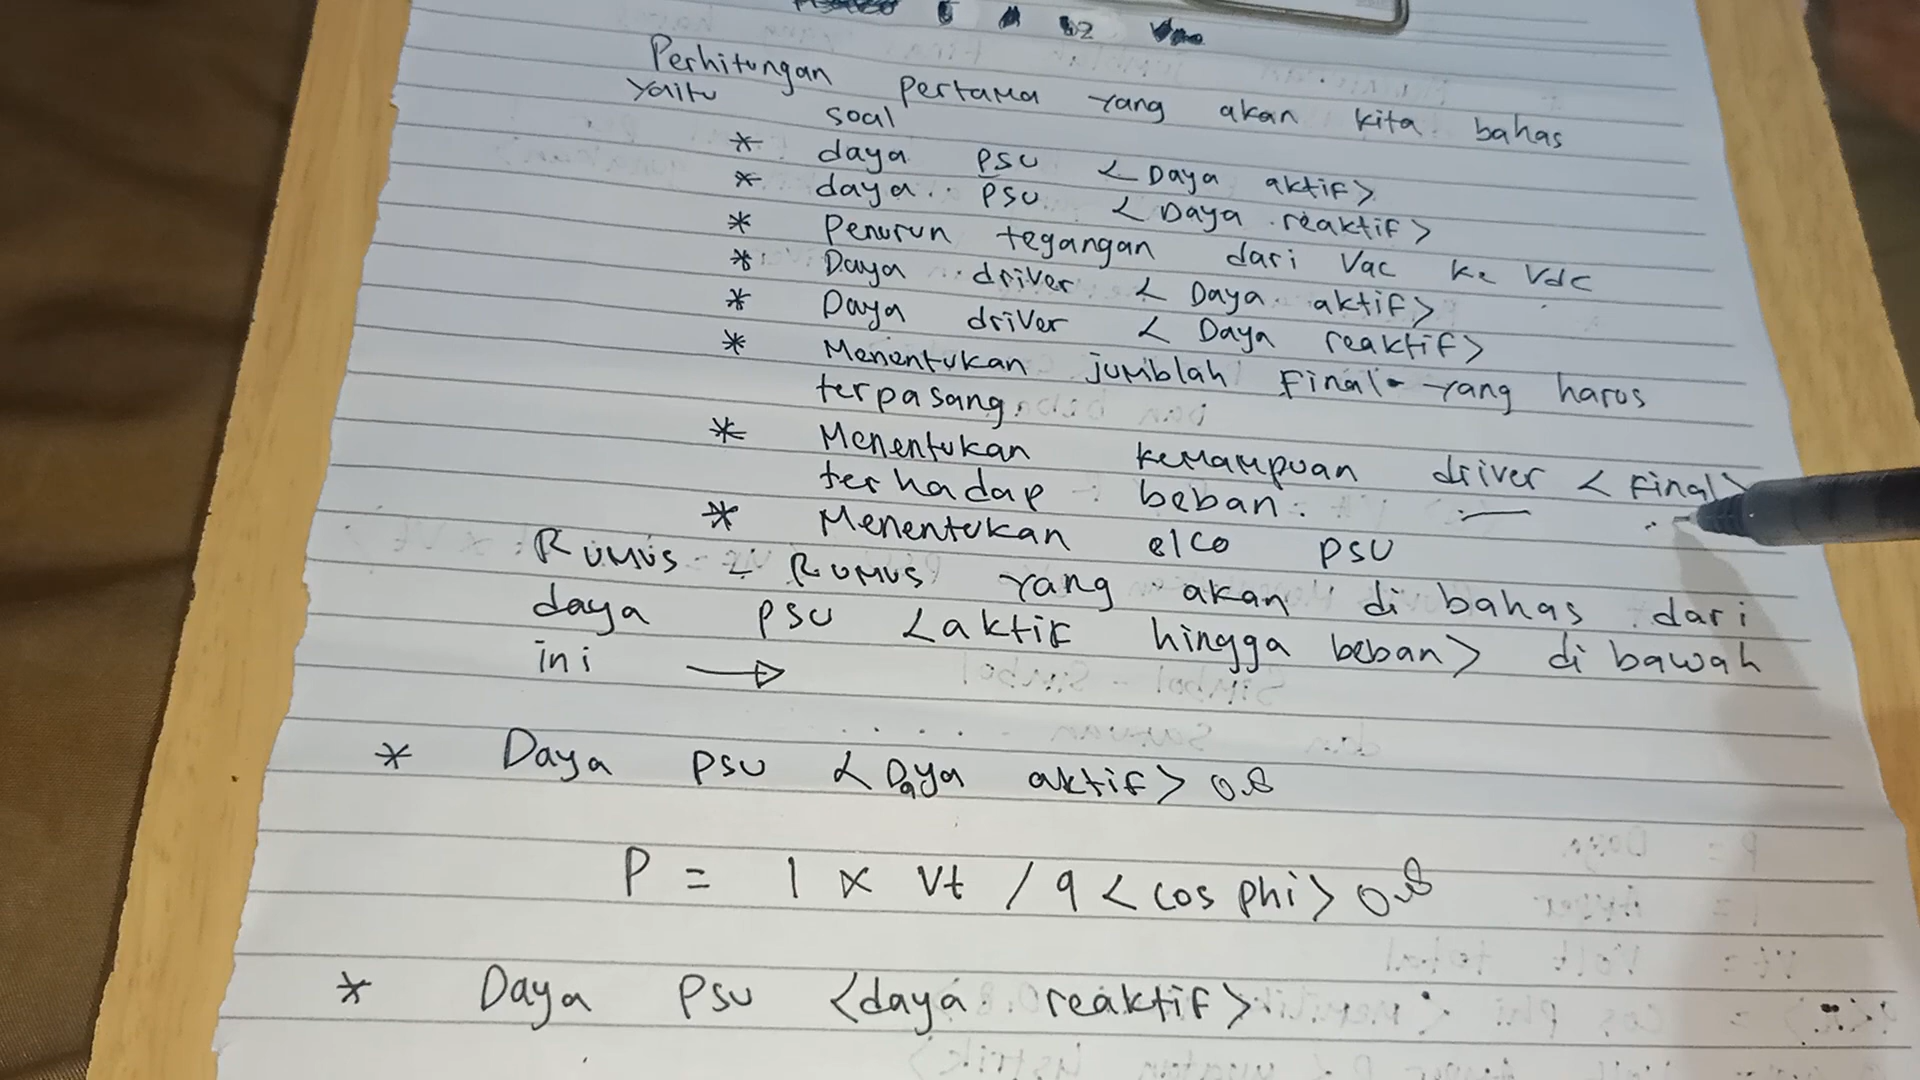 Perhitungan pertama yang akan kita bahas
yaitu soal
* daya psu <Daya aktif>
* daya psu <Daya reaktif>
* Penurun tegangan dari Vac ke Vdc
* Daya driver <Daya aktif>
* Daya driver <Daya reaktif>
* Menentukan jumblah Final yang harus
terpasang
* Menentukan kemampuan driver <Final>
terhadap beban.
* Menentukan elco psu
Rumus - Rumus yang akan di bahas dari
daya psu <aktif hingga beban> di bawah
ini →
* Daya psu <Daya aktif> 0.8
P = I x Vt / q <cos phi> 0.8
* Daya psu <daya reaktif>